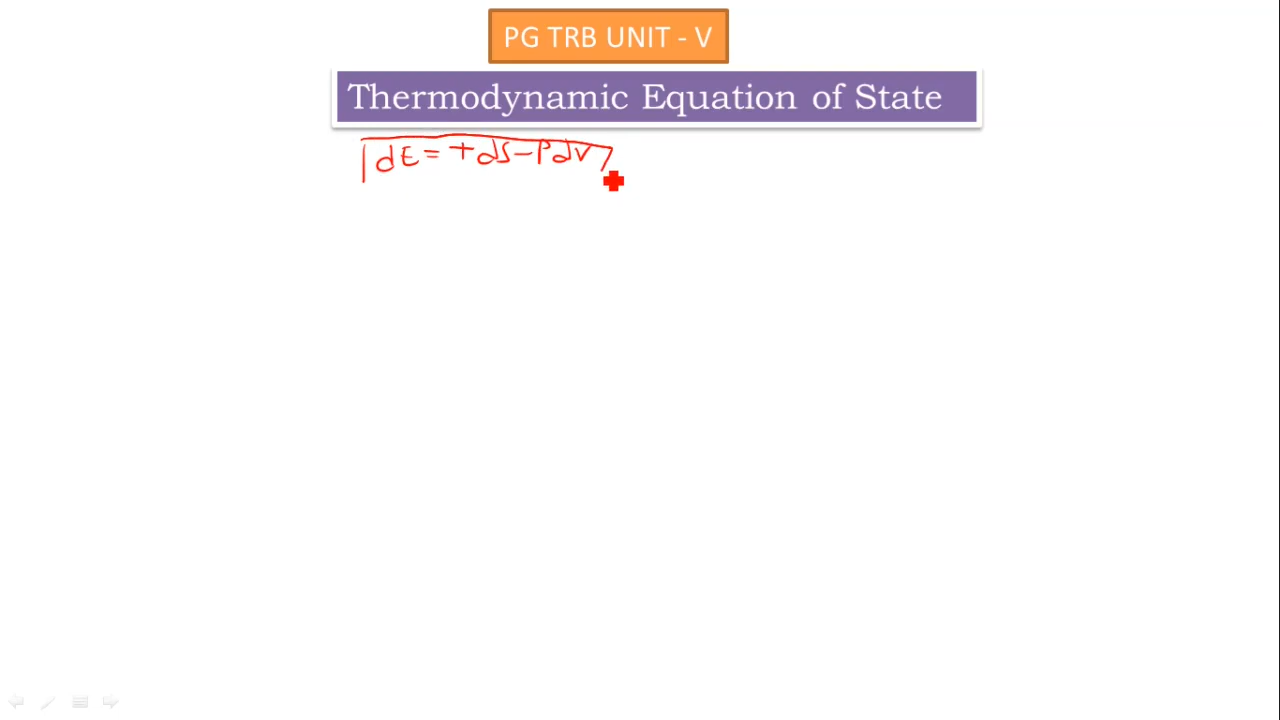 PG TRB UNIT - V
Thermodynamic Equation of State
dE = TdS - PdV